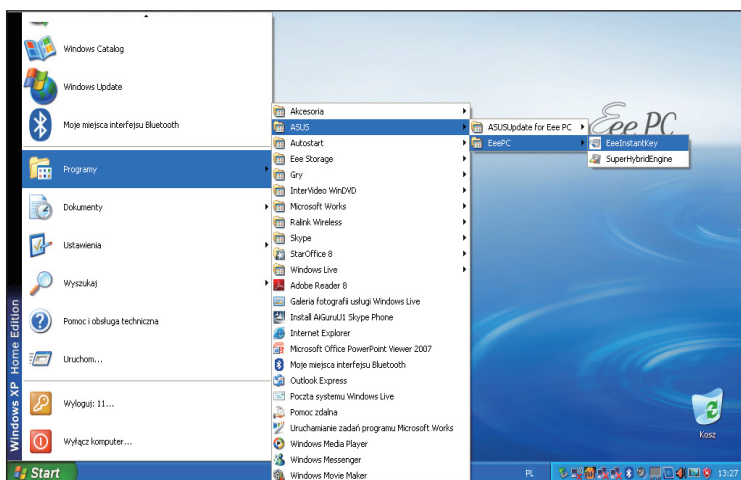 Windows Catalog
Windows Update
Moje miejsca interfejsu Bluetooth
Programy
Dokumenty
Ustawienia
Wyszukaj
Pomoc i obsługa techniczna
Uruchom...
Wyloguj: 11...
Wyłącz komputer...
Windows XP Home Edition
Start
Akcesoria
ASUS
Autostart
Eee Storage
Gry
InterVideo WinDVD
Microsoft Works
Ralink Wireless
Skype
StarOffice 8
Windows Live
Adobe Reader 8
Galeria fotografii usługi Windows Live
Install AiGuruU1 Skype Phone
Internet Explorer
Microsoft Office PowerPoint Viewer 2007
Moje miejsca interfejsu Bluetooth
Outlook Express
Poczta systemu Windows Live
Pomoc zdalna
Uruchamianie zadań programu Microsoft Works
Windows Media Player
Windows Messenger
Windows Movie Maker
ASUSUpdate for Eee PC
EeePC
EeeInstantKey
SuperHybridEngine
Eee PC
Kosz
PL
13:27